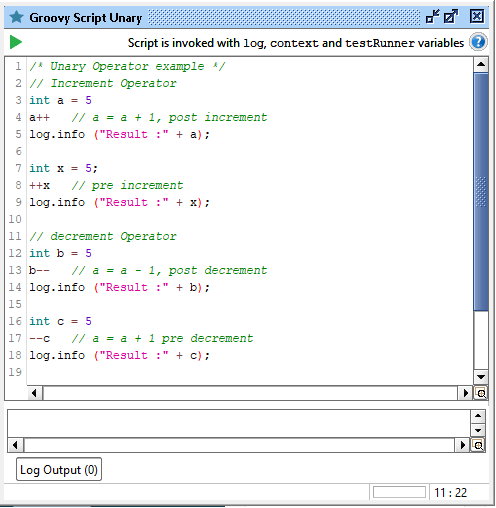 Groovy Script Unary
Script is invoked with log, context and testRunner variables
1 /* Unary Operator example */
2 // Increment Operator
3 int a = 5
4 a++   // a = a + 1, post increment
5 log.info ("Result :" + a);
6
7 int x = 5;
8 ++x   // pre increment
9 log.info ("Result :" + x);
10
11 // decrement Operator
12 int b = 5
13 b--   // a = a - 1, post decrement
14 log.info ("Result :" + b);
15
16 int c = 5
17 --c   // a = a + 1 pre decrement
18 log.info ("Result :" + c);
19
Log Output (0)
11 : 22